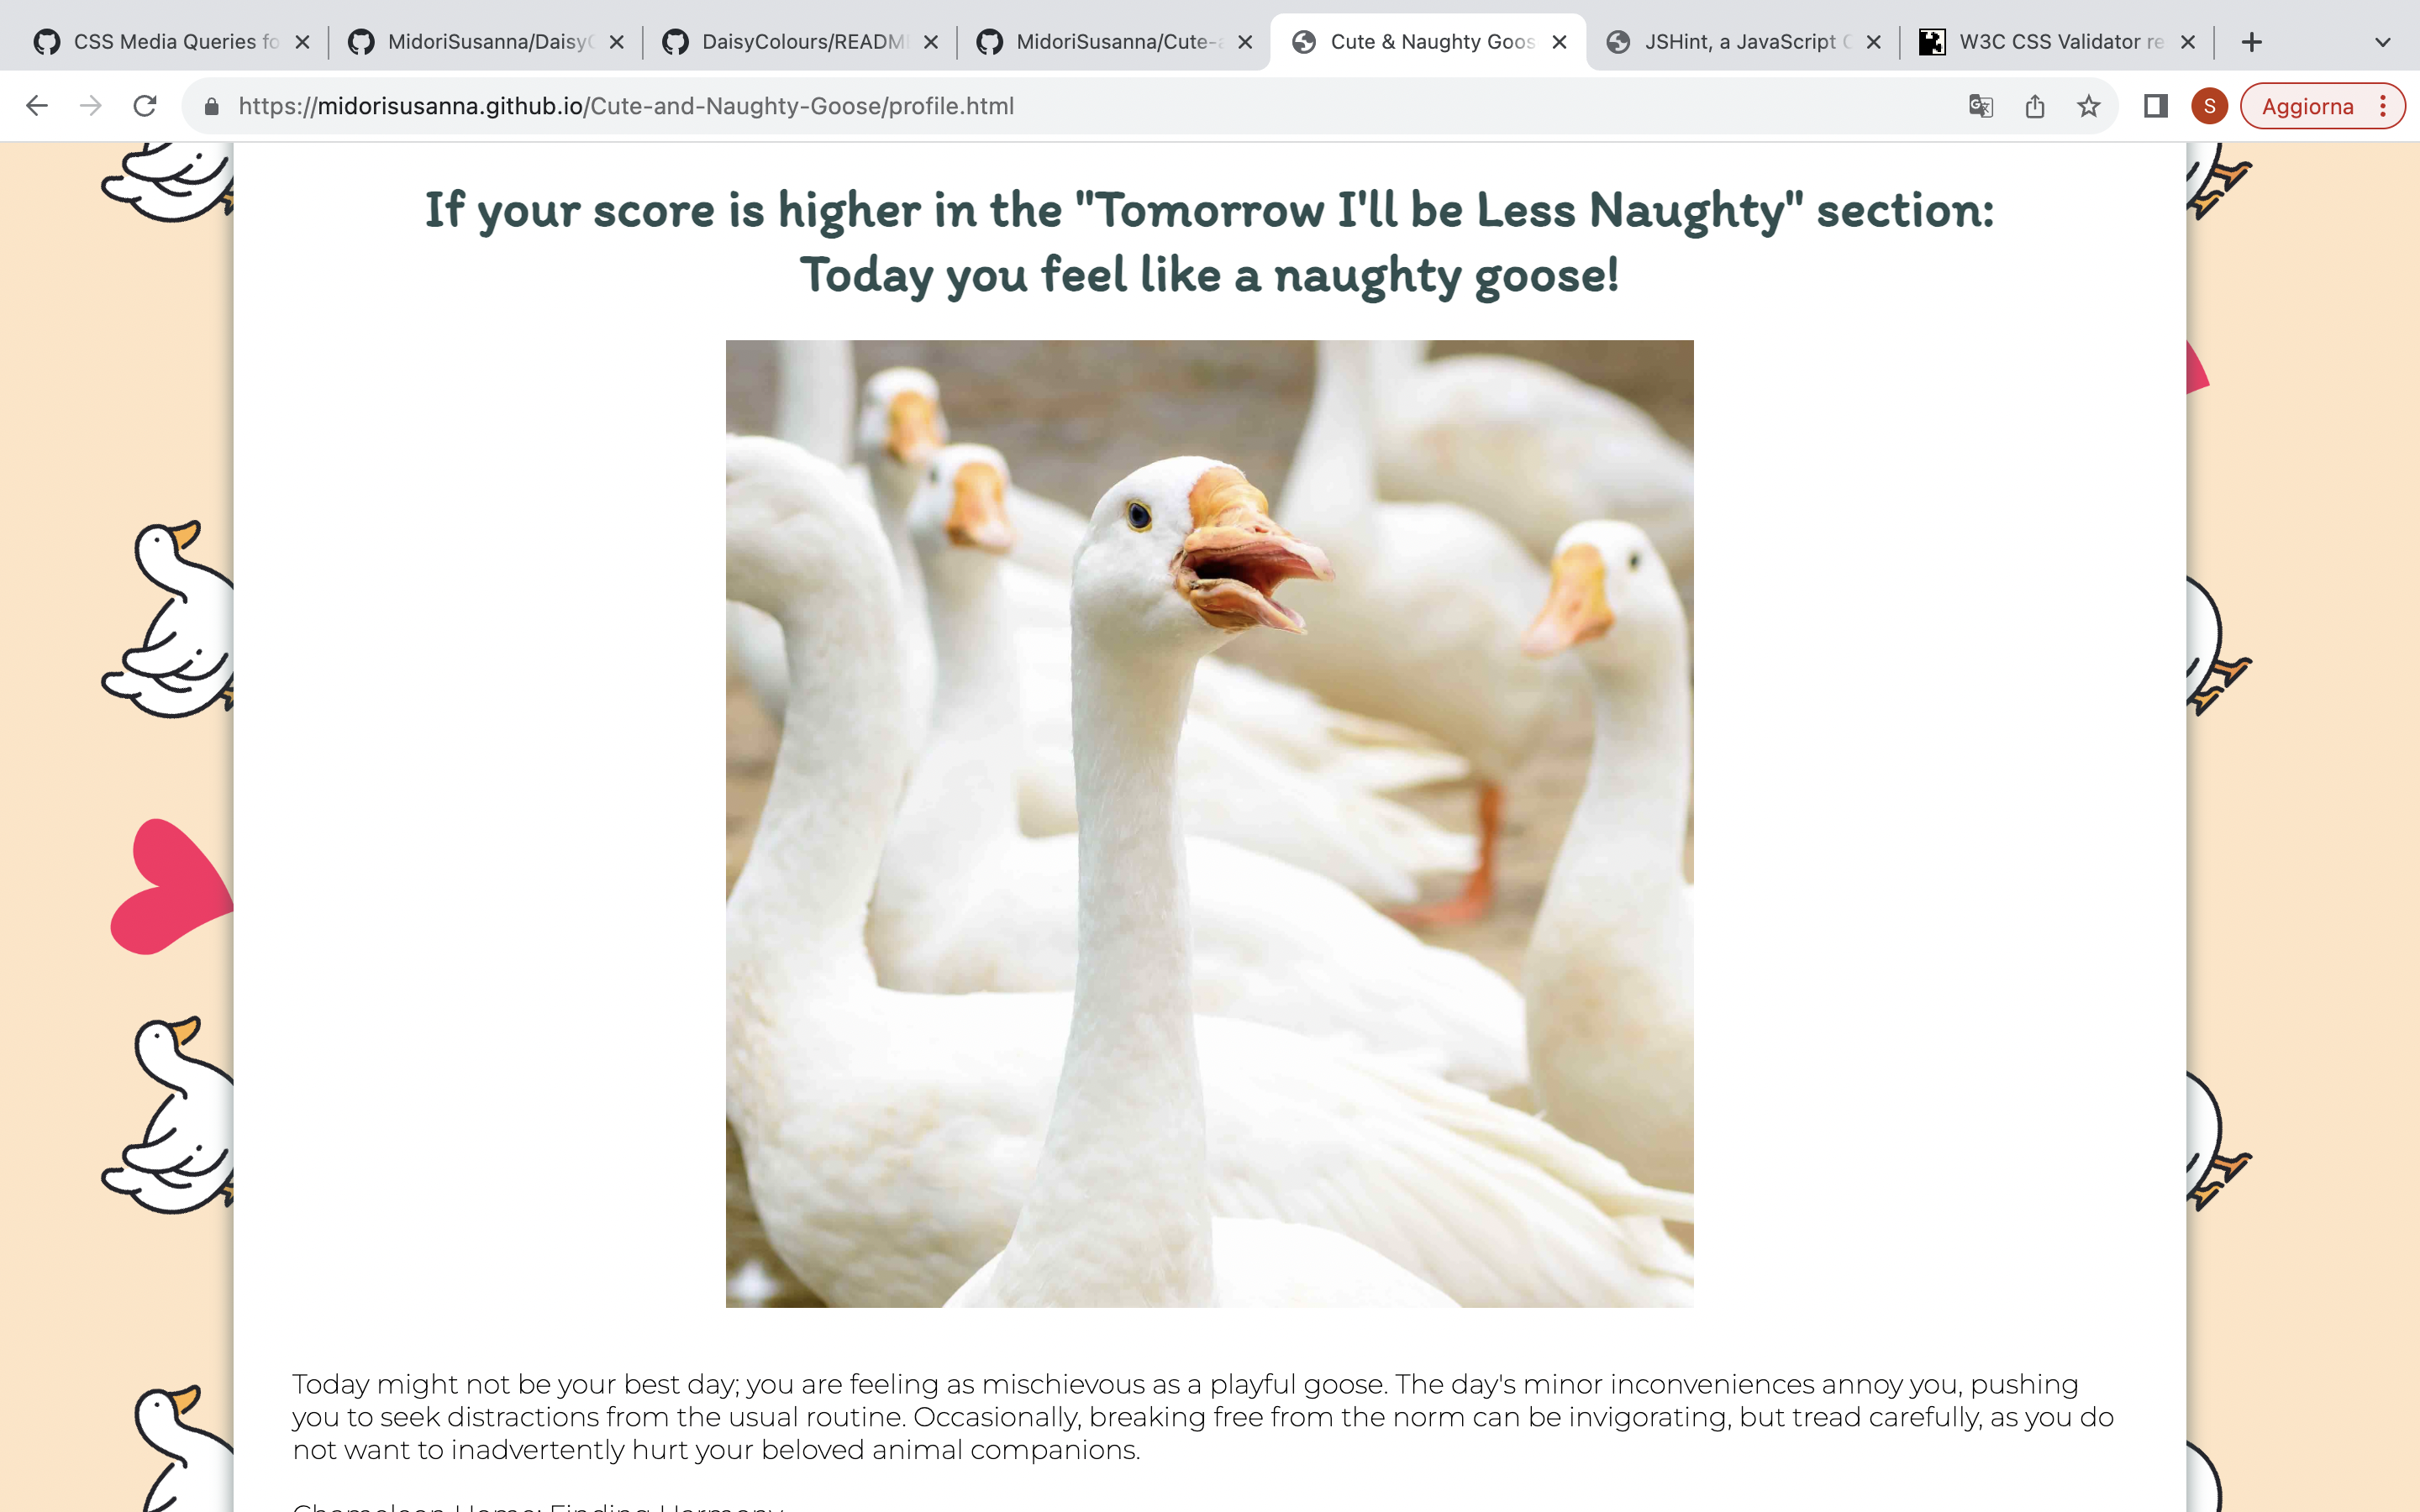 CSS Media Queries fo
MidoriSusanna/Daisy
DaisyColours/READM
MidoriSusanna/Cute-
Cute & Naughty Goos
JSHint, a JavaScript
W3C CSS Validator re
https://midorisusanna.github.io/Cute-and-Naughty-Goose/profile.html
S
Aggiorna
If your score is higher in the "Tomorrow I'll be Less Naughty" section:
Today you feel like a naughty goose!
Today might not be your best day; you are feeling as mischievous as a playful goose. The day's minor inconveniences annoy you, pushing
you to seek distractions from the usual routine. Occasionally, breaking free from the norm can be invigorating, but tread carefully, as you do
not want to inadvertently hurt your beloved animal companions.
Chameleon Home: Finding Harmony